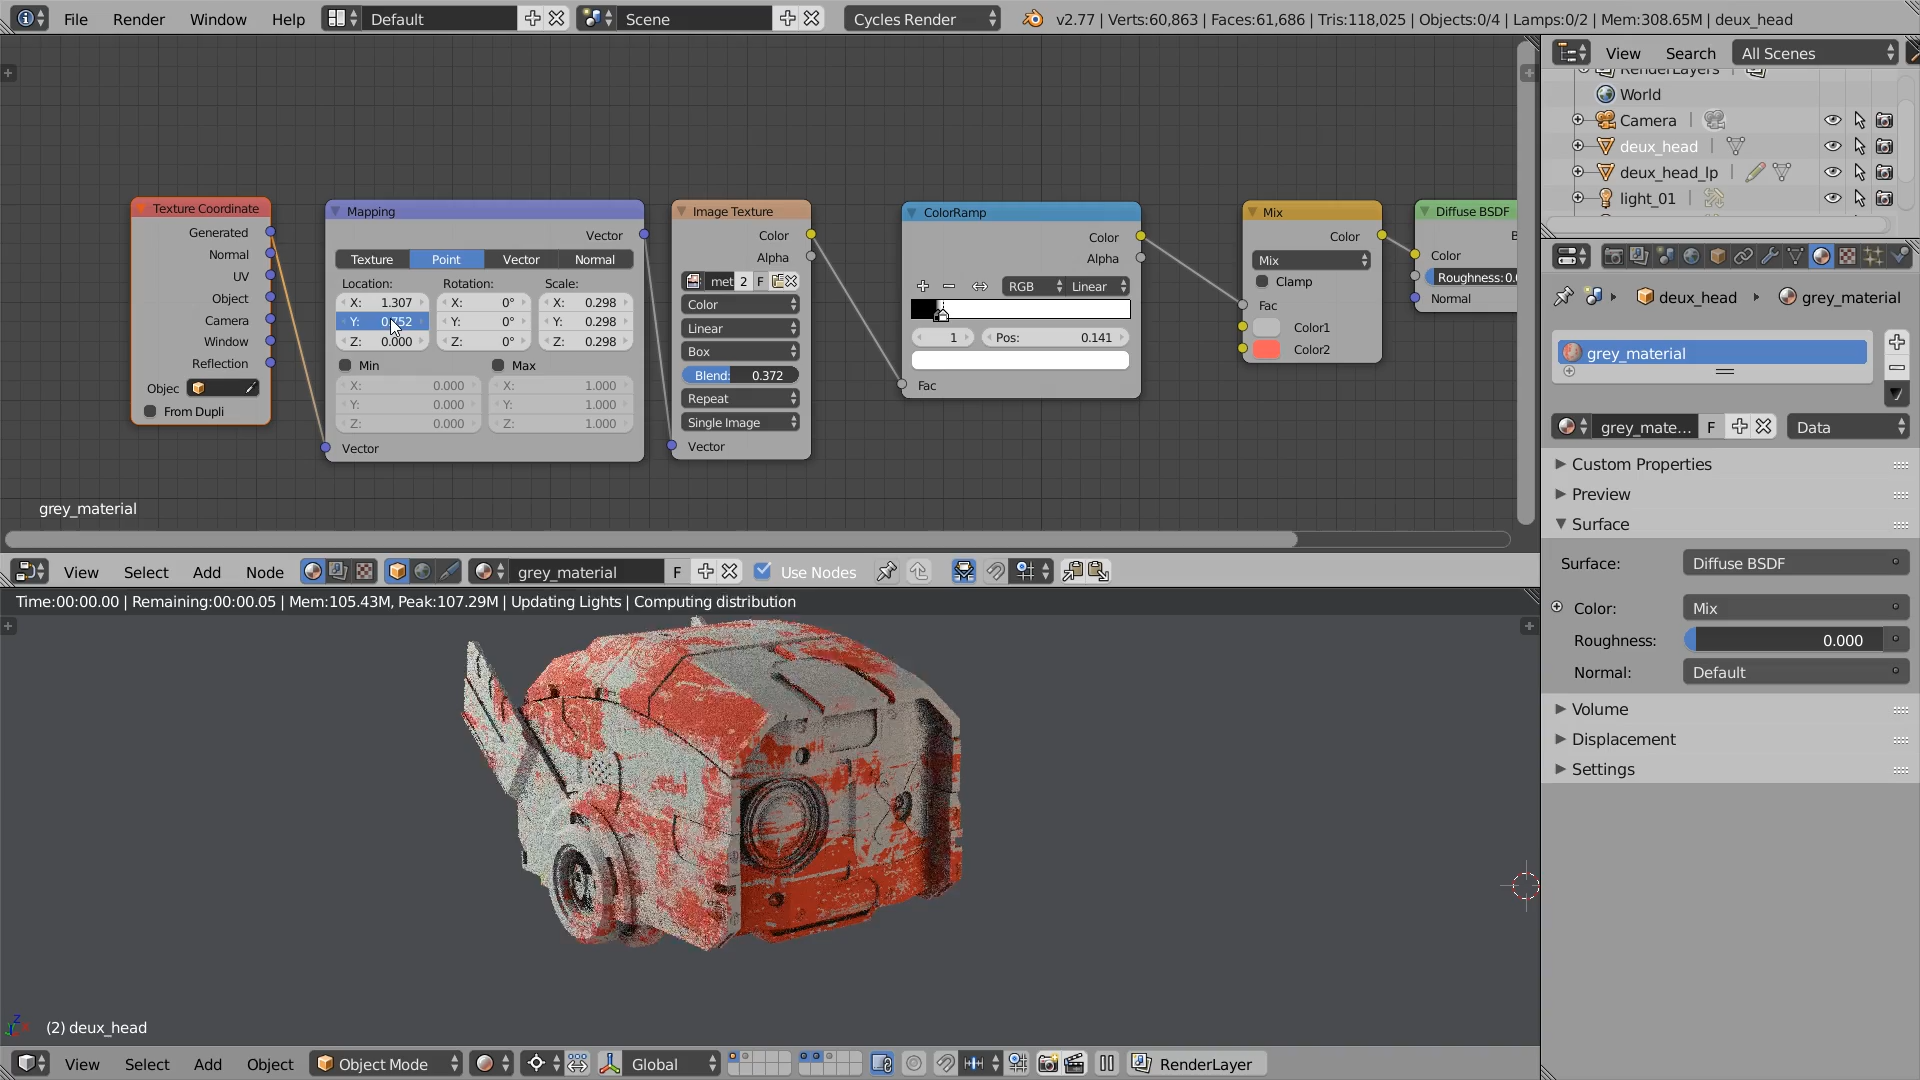 File Render Window Help Default Scene Cycles Render v2.77 | Verts:60,863 | Faces:61,686 | Tris:118,025 | Objects:0/4 | Lamps:0/2 | Mem:308.65M | deux_head
View Search All Scenes
RenderLayers
World
Camera
deux_head
deux_head_lp
light_01
Texture Coordinate
Generated
Normal
UV
Object
Camera
Window
Reflection
Objec
From Dupli
Mapping
Vector
Texture Point Vector Normal
Location: Rotation: Scale:
X: 1.307 X: 0° X: 0.298
Y: 0.752 Y: 0° Y: 0.298
Z: 0.000 Z: 0° Z: 0.298
Min Max
X: 0.000 X: 1.000
Y: 0.000 Y: 1.000
Z: 0.000 Z: 1.000
Vector
Image Texture
Color
Alpha
met 2 F
Color
Linear
Box
Blend: 0.372
Repeat
Single Image
Vector
ColorRamp
Color
Alpha
RGB Linear
1 Pos: 0.141
Fac
Mix
Color
Mix
Clamp
Fac
Color1
Color2
Diffuse BSDF
B
Color
Roughness: 0.0
Normal
grey_material
View Select Add Node grey_material F Use Nodes
Time:00:00.00 | Remaining:00:00.05 | Mem:105.43M, Peak:107.29M | Updating Lights | Computing distribution
(2) deux_head
View Select Add Object Object Mode Global RenderLayer
deux_head grey_material
grey_material
grey_mate... F Data
Custom Properties
Preview
Surface
Surface: Diffuse BSDF
Color: Mix
Roughness: 0.000
Normal: Default
Volume
Displacement
Settings